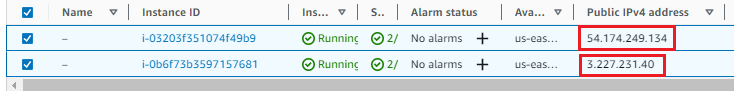 Name Instance ID Ins... S... Alarm status Ava... Public IPv4 address
– i-03203f351074f49b9 Running 2/ No alarms + us-eas... 54.174.249.134
– i-0b6f73b3597157681 Running 2/ No alarms + us-eas... 3.227.231.40